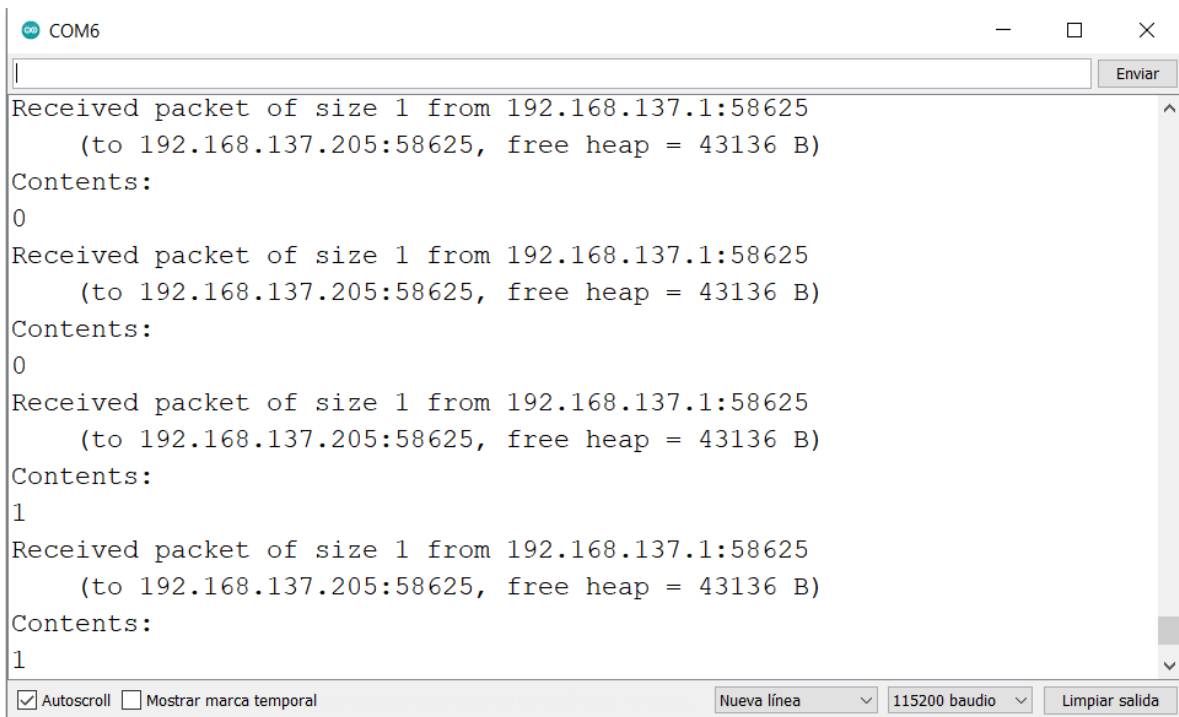 COM6
Enviar
Received packet of size 1 from 192.168.137.1:58625
(to 192.168.137.205:58625, free heap = 43136 B)
Contents:
0
Received packet of size 1 from 192.168.137.1:58625
(to 192.168.137.205:58625, free heap = 43136 B)
Contents:
0
Received packet of size 1 from 192.168.137.1:58625
(to 192.168.137.205:58625, free heap = 43136 B)
Contents:
1
Received packet of size 1 from 192.168.137.1:58625
(to 192.168.137.205:58625, free heap = 43136 B)
Contents:
1
Autoscroll Mostrar marca temporal Nueva línea 115200 baudio Limpiar salida